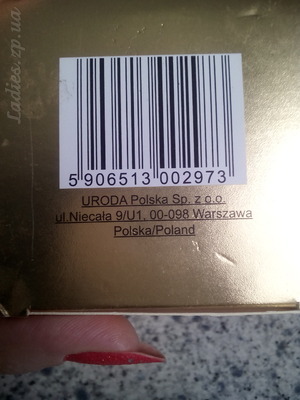 Ladies.zp.ua
5 906513 002973
URODA Polska Sp. z o.o.
ul.Niecała 9/U1, 00-098 Warszawa
Polska/Poland